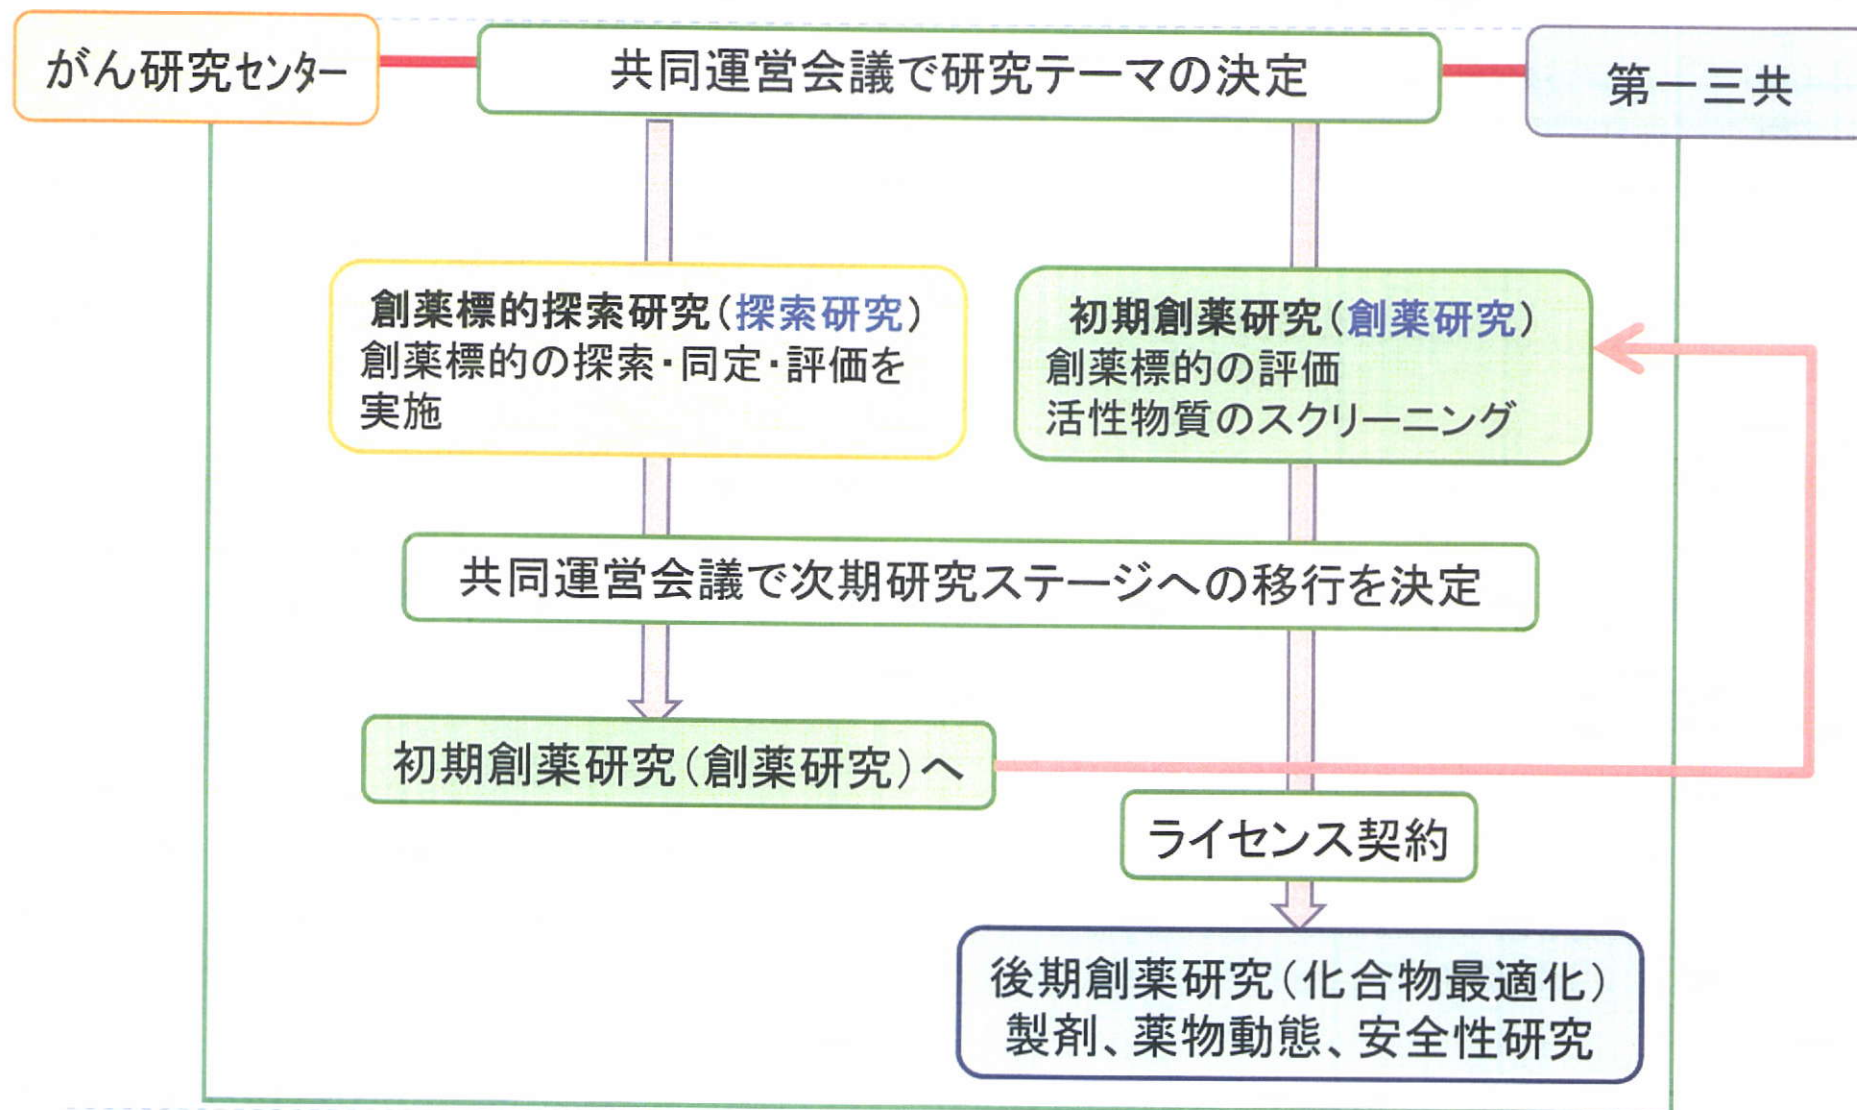 がん研究センター
共同運営会議で研究テーマの決定
第一三共
創薬標的探索研究(探索研究)
創薬標的の探索・同定・評価を
実施
初期創薬研究(創薬研究)
創薬標的の評価
活性物質のスクリーニング
共同運営会議で次期研究ステージへの移行を決定
初期創薬研究(創薬研究)へ
ライセンス契約
後期創薬研究(化合物最適化)
製剤、薬物動態、安全性研究